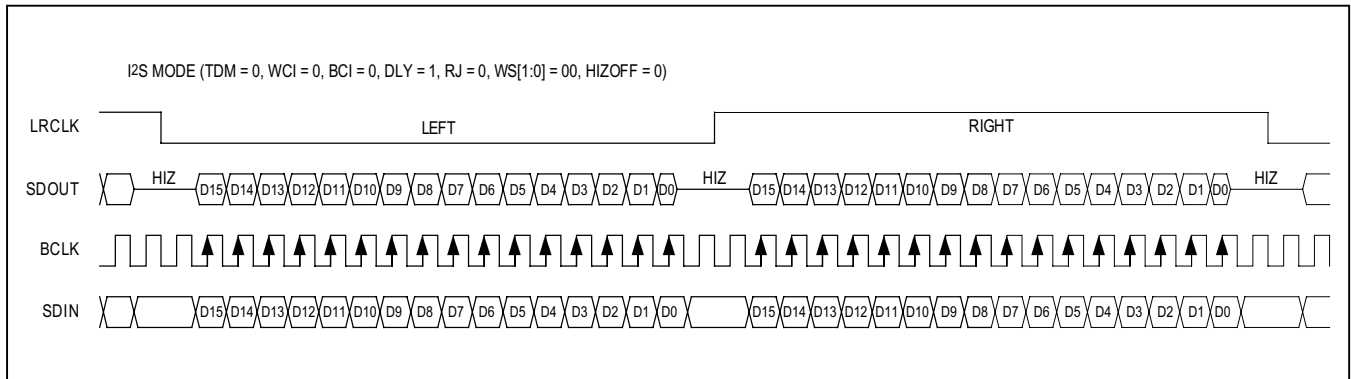 I2S MODE (TDM = 0, WCI = 0, BCI = 0, DLY = 1, RJ = 0, WS[1:0] = 00, HIZOFF = 0)
LRCLK LEFT RIGHT
SDOUT HIZ D15 D14 D13 D12 D11 D10 D9 D8 D7 D6 D5 D4 D3 D2 D1 D0 HIZ D15 D14 D13 D12 D11 D10 D9 D8 D7 D6 D5 D4 D3 D2 D1 D0 HIZ
BCLK
SDIN D15 D14 D13 D12 D11 D10 D9 D8 D7 D6 D5 D4 D3 D2 D1 D0 D15 D14 D13 D12 D11 D10 D9 D8 D7 D6 D5 D4 D3 D2 D1 D0